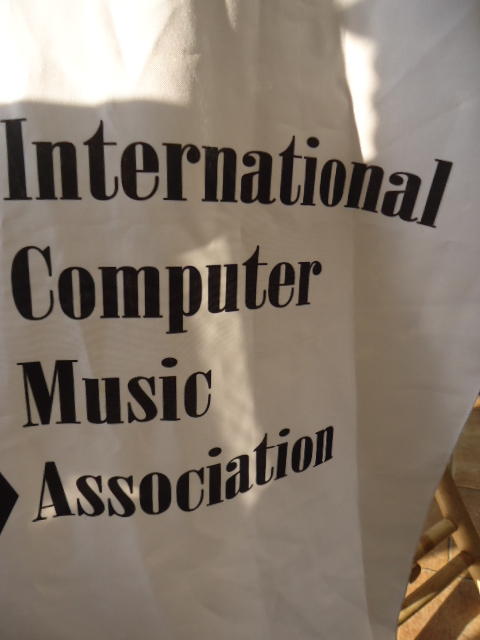 International
Computer
Music
Association